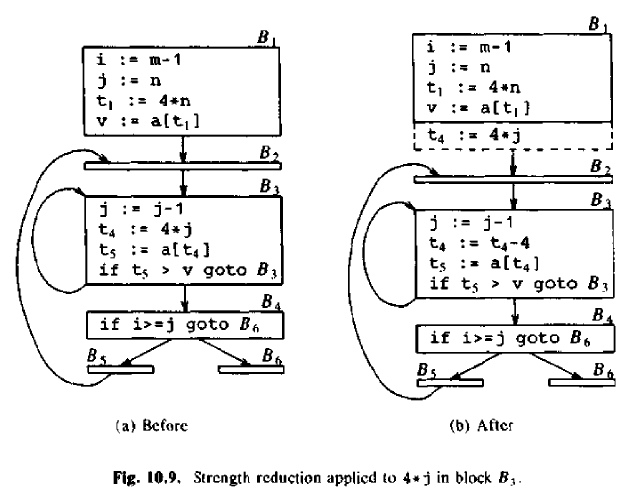 B₁
i := m-1
j := n
t₁ := 4*n
v := a[t₁]
B₂
B₃
j := j-1
t₄ := 4*j
t₅ := a[t₄]
if t₅ > v goto B₃
B₄
if i>=j goto B₆
B₅ B₆
(a) Before
B₁
i := m-1
j := n
t₁ := 4*n
v := a[t₁]
t₄ := 4*j
B₂
B₃
j := j-1
t₄ := t₄-4
t₅ := a[t₄]
if t₅ > v goto B₃
B₄
if i>=j goto B₆
B₅ B₆
(b) After
Fig. 10.9. Strength reduction applied to 4*j in block B₃.